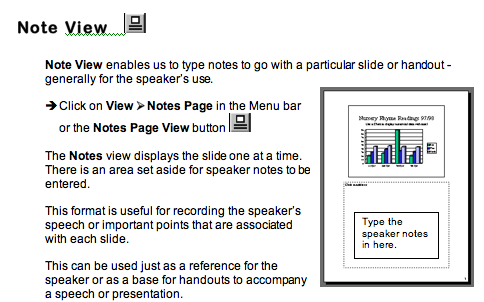 Note View
Note View enables us to type notes to go with a particular slide or handout -
generally for the speaker's use.
➔ Click on View ➢ Notes Page in the Menu bar
or the Notes Page View button
The Notes view displays the slide one at a time.
There is an area set aside for speaker notes to be
entered.
This format is useful for recording the speaker's
speech or important points that are associated
with each slide.
This can be used just as a reference for the
speaker or as a base for handouts to accompany
a speech or presentation.
Nursery Rhyme Readings 97/98
Type the
speaker notes
in here.